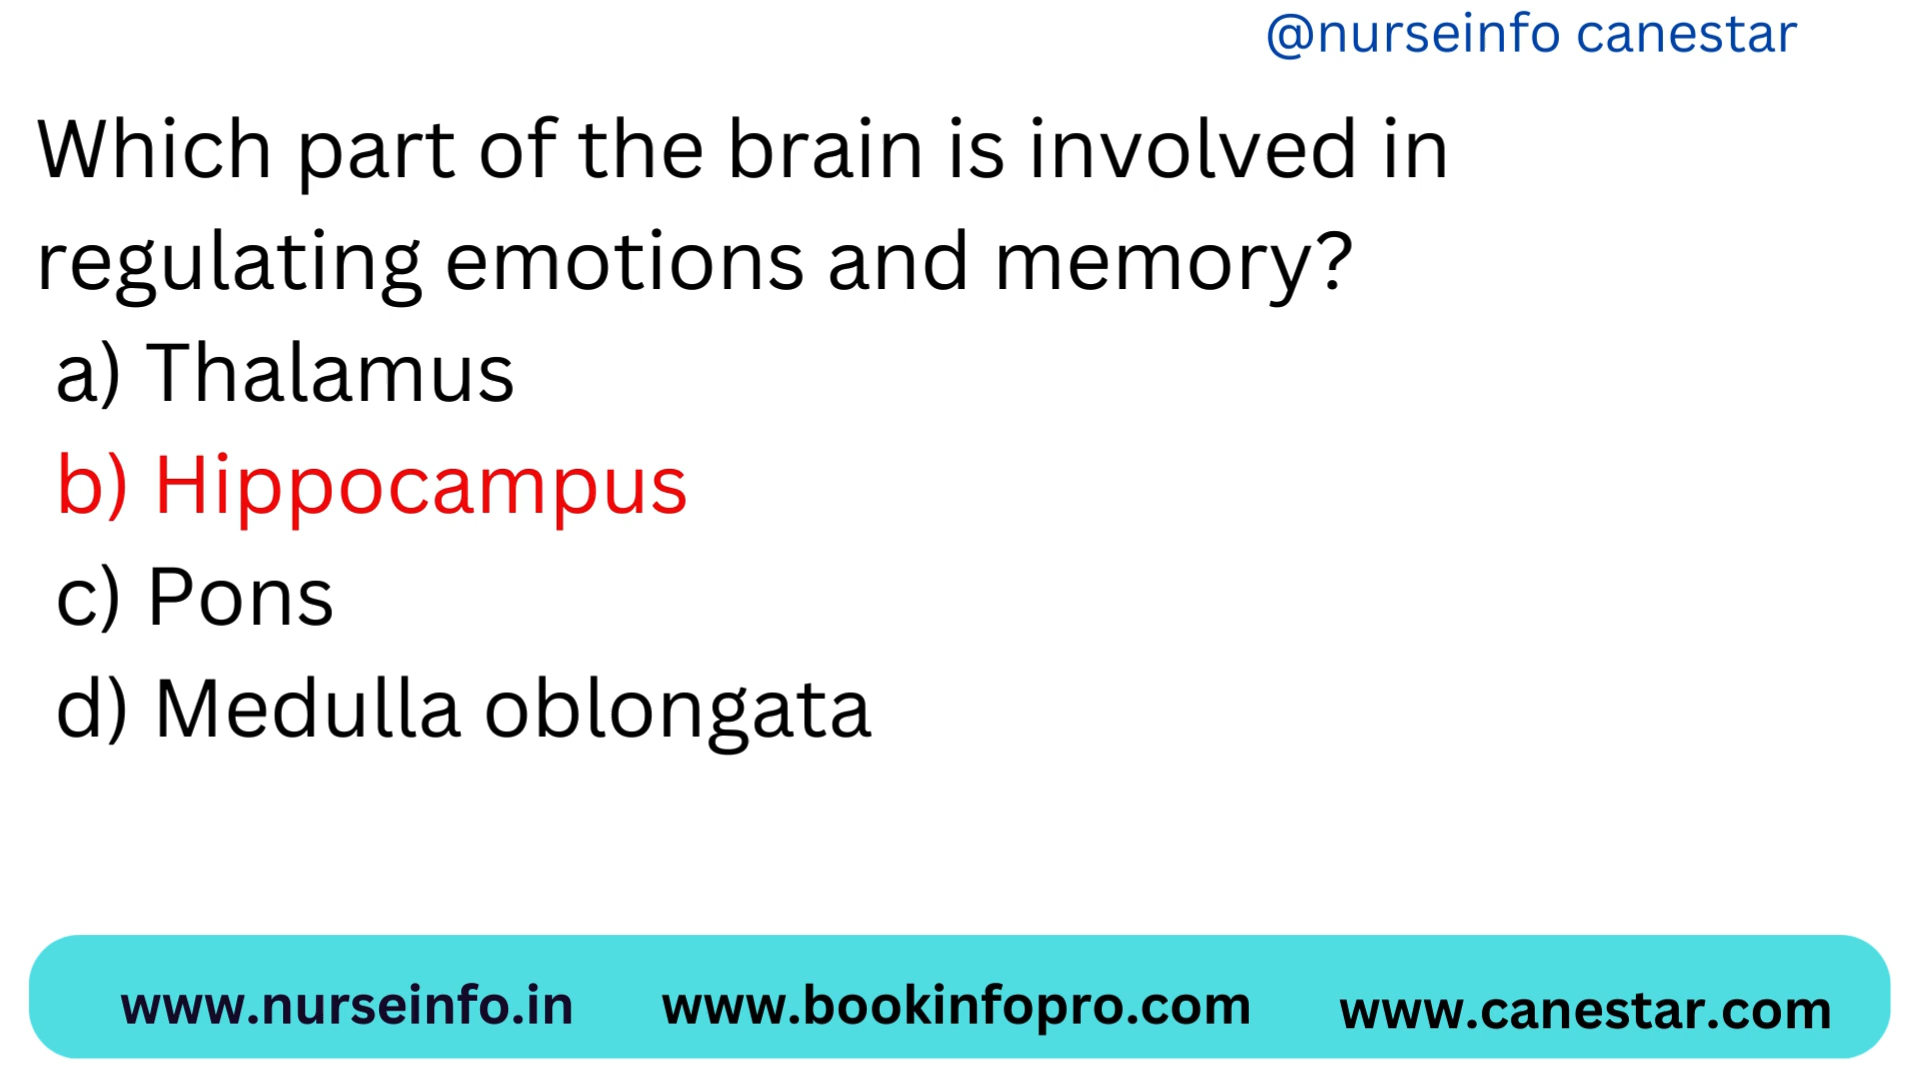 @nurseinfo canestar
Which part of the brain is involved in
regulating emotions and memory?
a) Thalamus
b) Hippocampus
c) Pons
d) Medulla oblongata
www.nurseinfo.in www.bookinfopro.com www.canestar.com